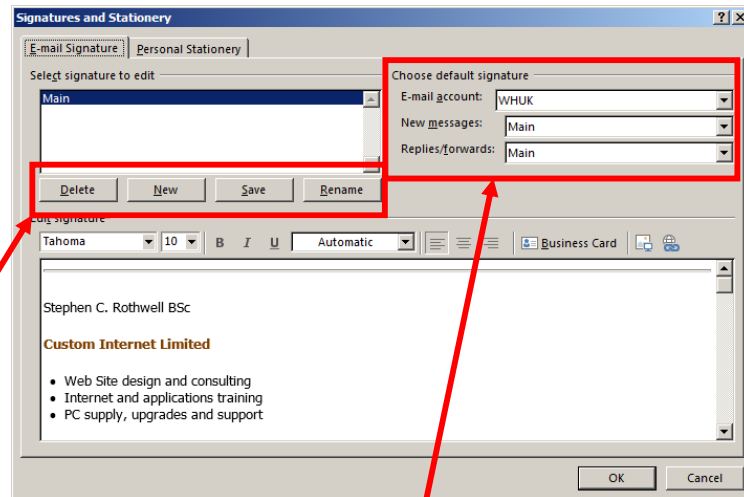 Signatures and Stationery
E-mail Signature Personal Stationery
Select signature to edit
Choose default signature
Main
E-mail account: WHUK
New messages: Main
Replies/forwards: Main
Delete New Save Rename
Edit signature
Tahoma 10 B I U Automatic Business Card
Stephen C. Rothwell BSc
Custom Internet Limited
• Web Site design and consulting
• Internet and applications training
• PC supply, upgrades and support
OK Cancel